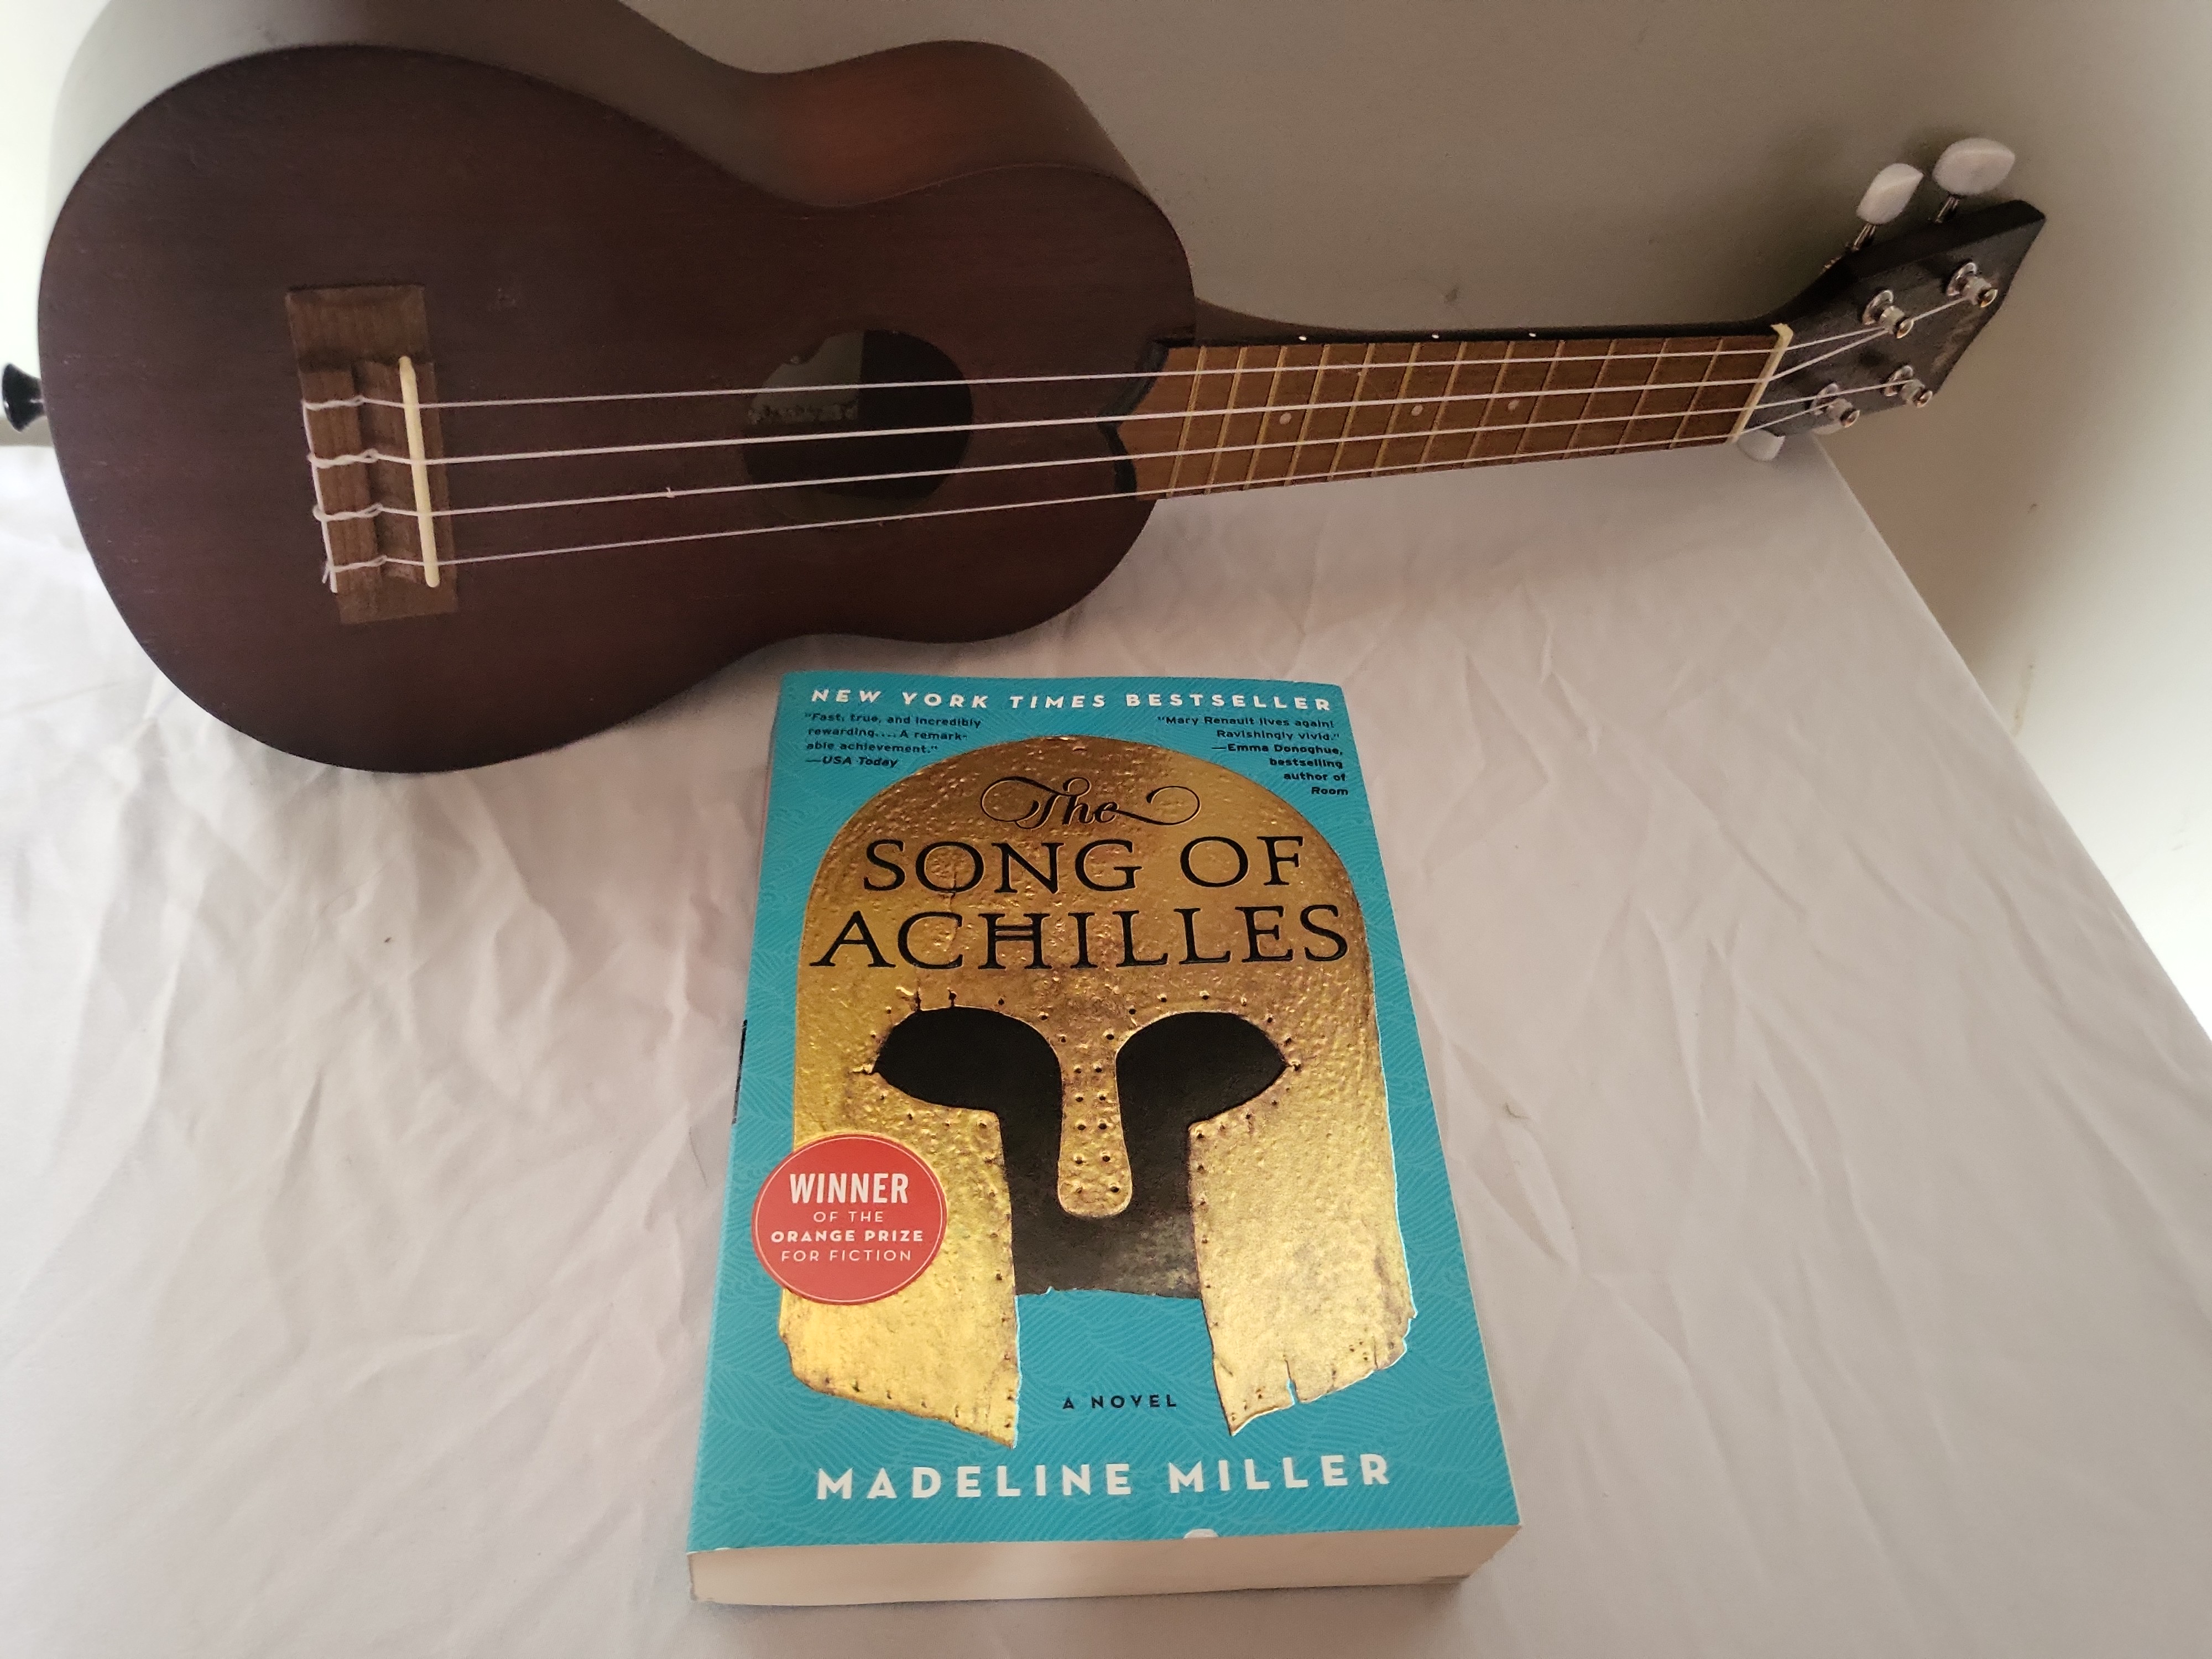 NEW YORK TIMES BESTSELLER
"Fast, true, and incredibly
rewarding.... A remark-
able achievement."
—USA Today
"Mary Renault lives again!
Ravishingly vivid."
—Emma Donoghue,
bestselling
author of
Room
The
SONG OF
ACHILLES
WINNER
OF THE
ORANGE PRIZE
FOR FICTION
A NOVEL
MADELINE MILLER